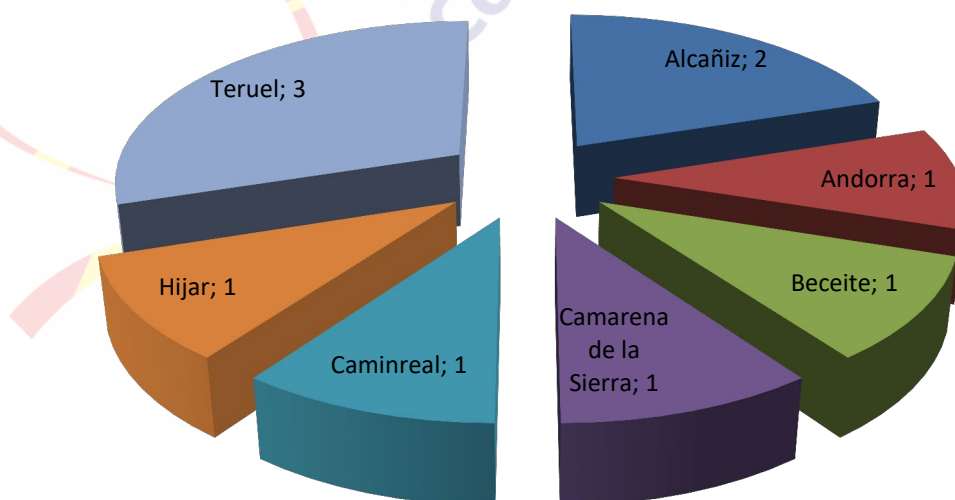 Teruel; 3
Alcañiz; 2
Andorra; 1
Hijar; 1
Beceite; 1
Camarena
de la
Sierra; 1
Caminreal; 1